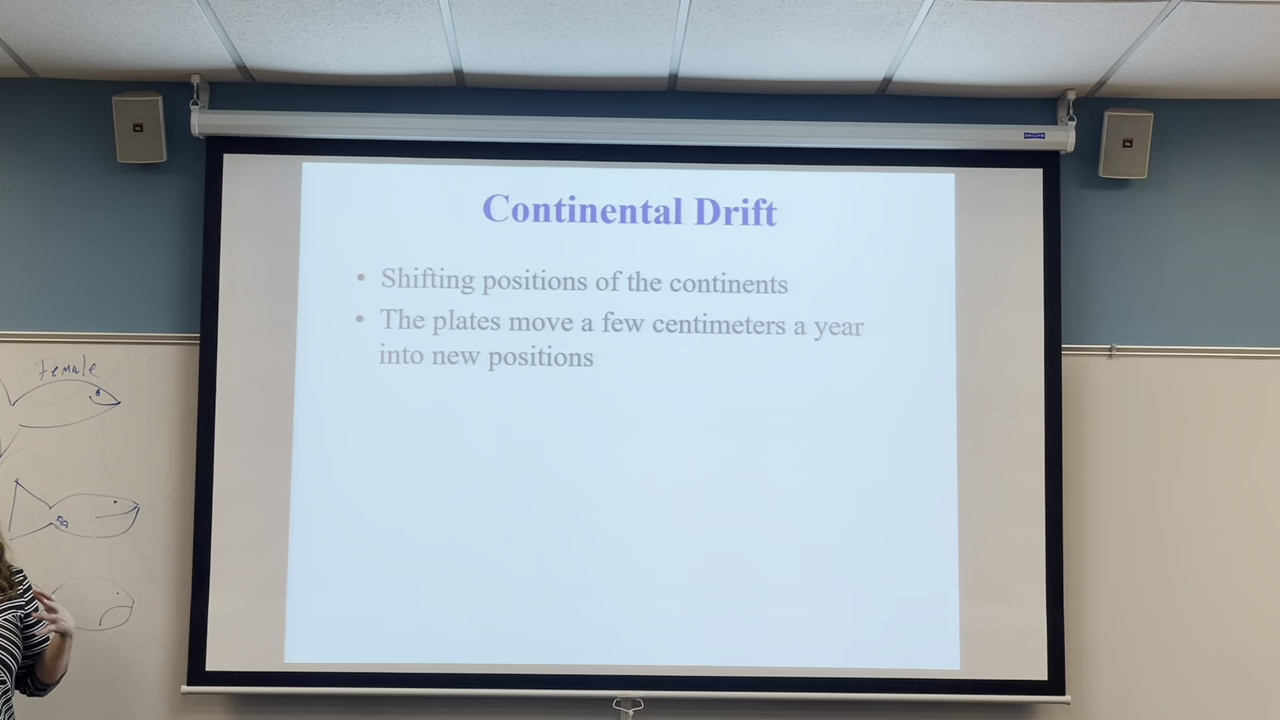 Continental Drift
• Shifting positions of the continents
• The plates move a few centimeters a year
into new positions
Female